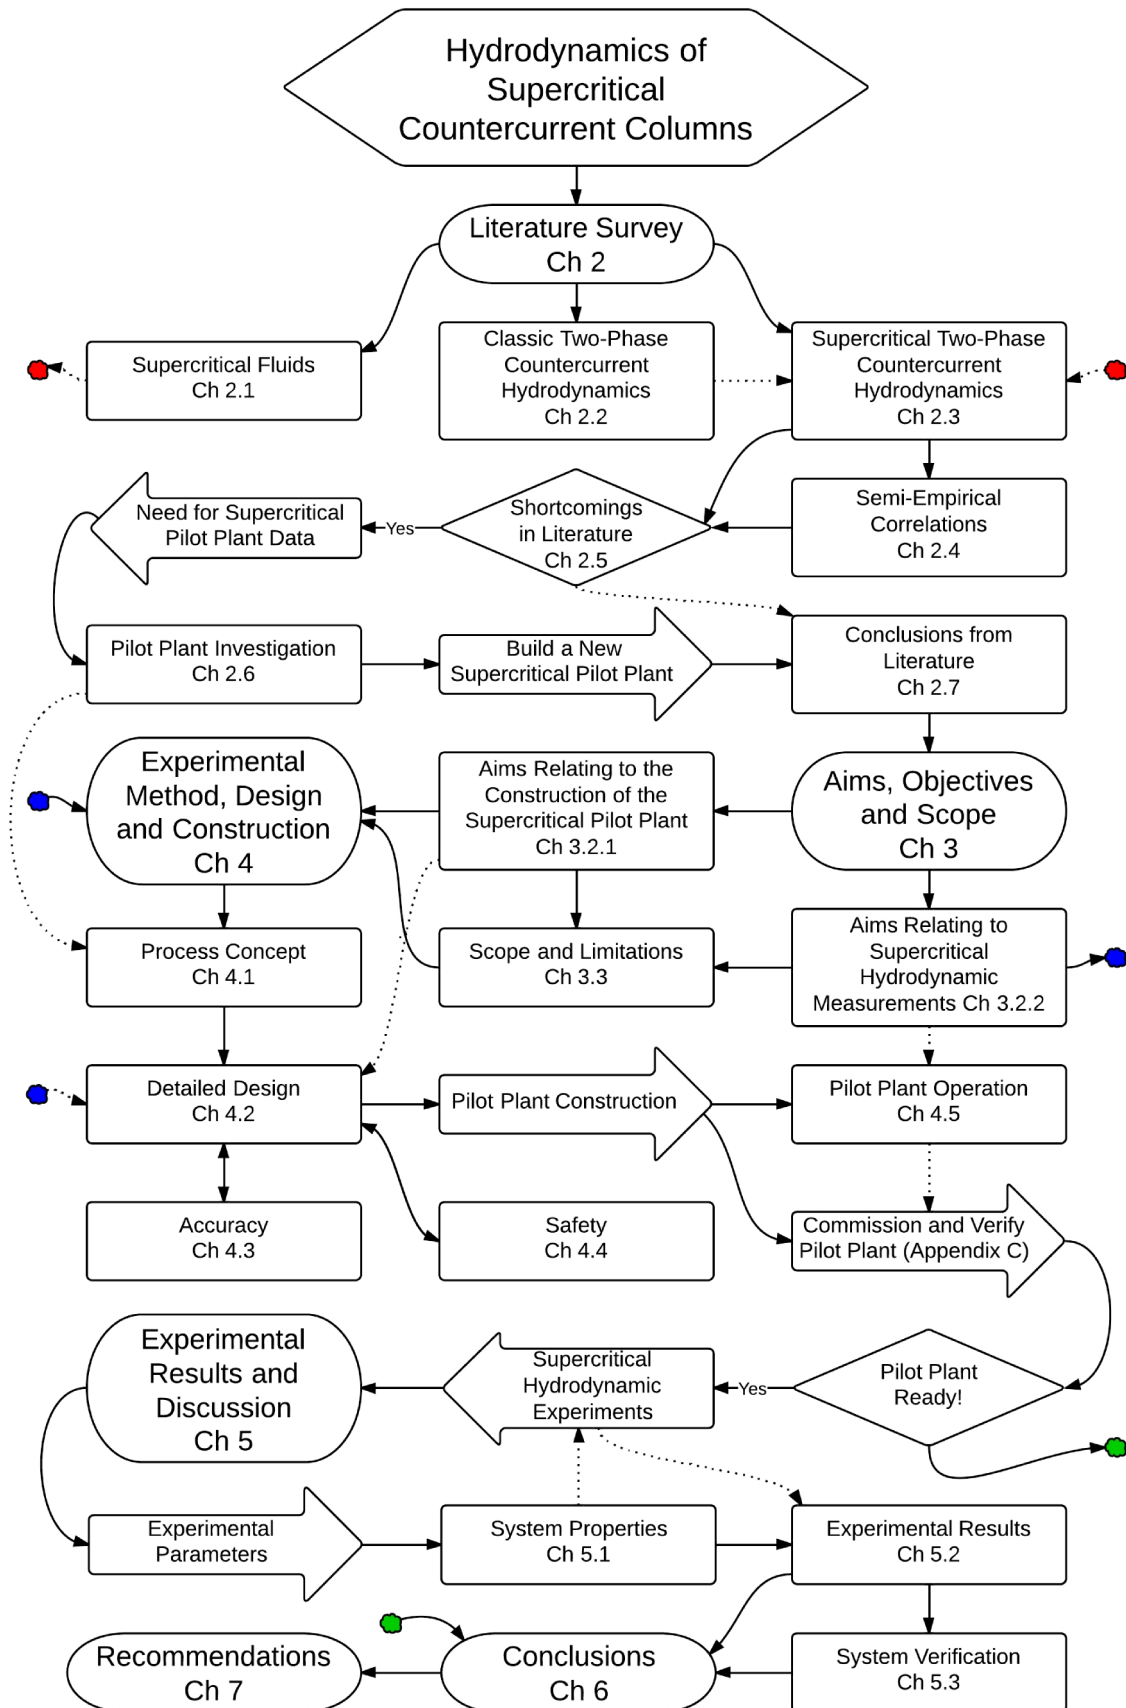 Hydrodynamics of
Supercritical
Countercurrent Columns
Literature Survey
Ch 2
Supercritical Fluids
Ch 2.1
Classic Two-Phase
Countercurrent
Hydrodynamics
Ch 2.2
Supercritical Two-Phase
Countercurrent
Hydrodynamics
Ch 2.3
Need for Supercritical
Pilot Plant Data
Yes
Shortcomings
in Literature
Ch 2.5
Semi-Empirical
Correlations
Ch 2.4
Pilot Plant Investigation
Ch 2.6
Build a New
Supercritical Pilot Plant
Conclusions from
Literature
Ch 2.7
Experimental
Method, Design
and Construction
Ch 4
Aims Relating to the
Construction of the
Supercritical Pilot Plant
Ch 3.2.1
Aims, Objectives
and Scope
Ch 3
Process Concept
Ch 4.1
Scope and Limitations
Ch 3.3
Aims Relating to
Supercritical
Hydrodynamic
Measurements Ch 3.2.2
Detailed Design
Ch 4.2
Pilot Plant Construction
Pilot Plant Operation
Ch 4.5
Accuracy
Ch 4.3
Safety
Ch 4.4
Commission and Verify
Pilot Plant (Appendix C)
Experimental
Results and
Discussion
Ch 5
Supercritical
Hydrodynamic
Experiments
Yes
Pilot Plant
Ready!
Experimental
Parameters
System Properties
Ch 5.1
Experimental Results
Ch 5.2
Recommendations
Ch 7
Conclusions
Ch 6
System Verification
Ch 5.3